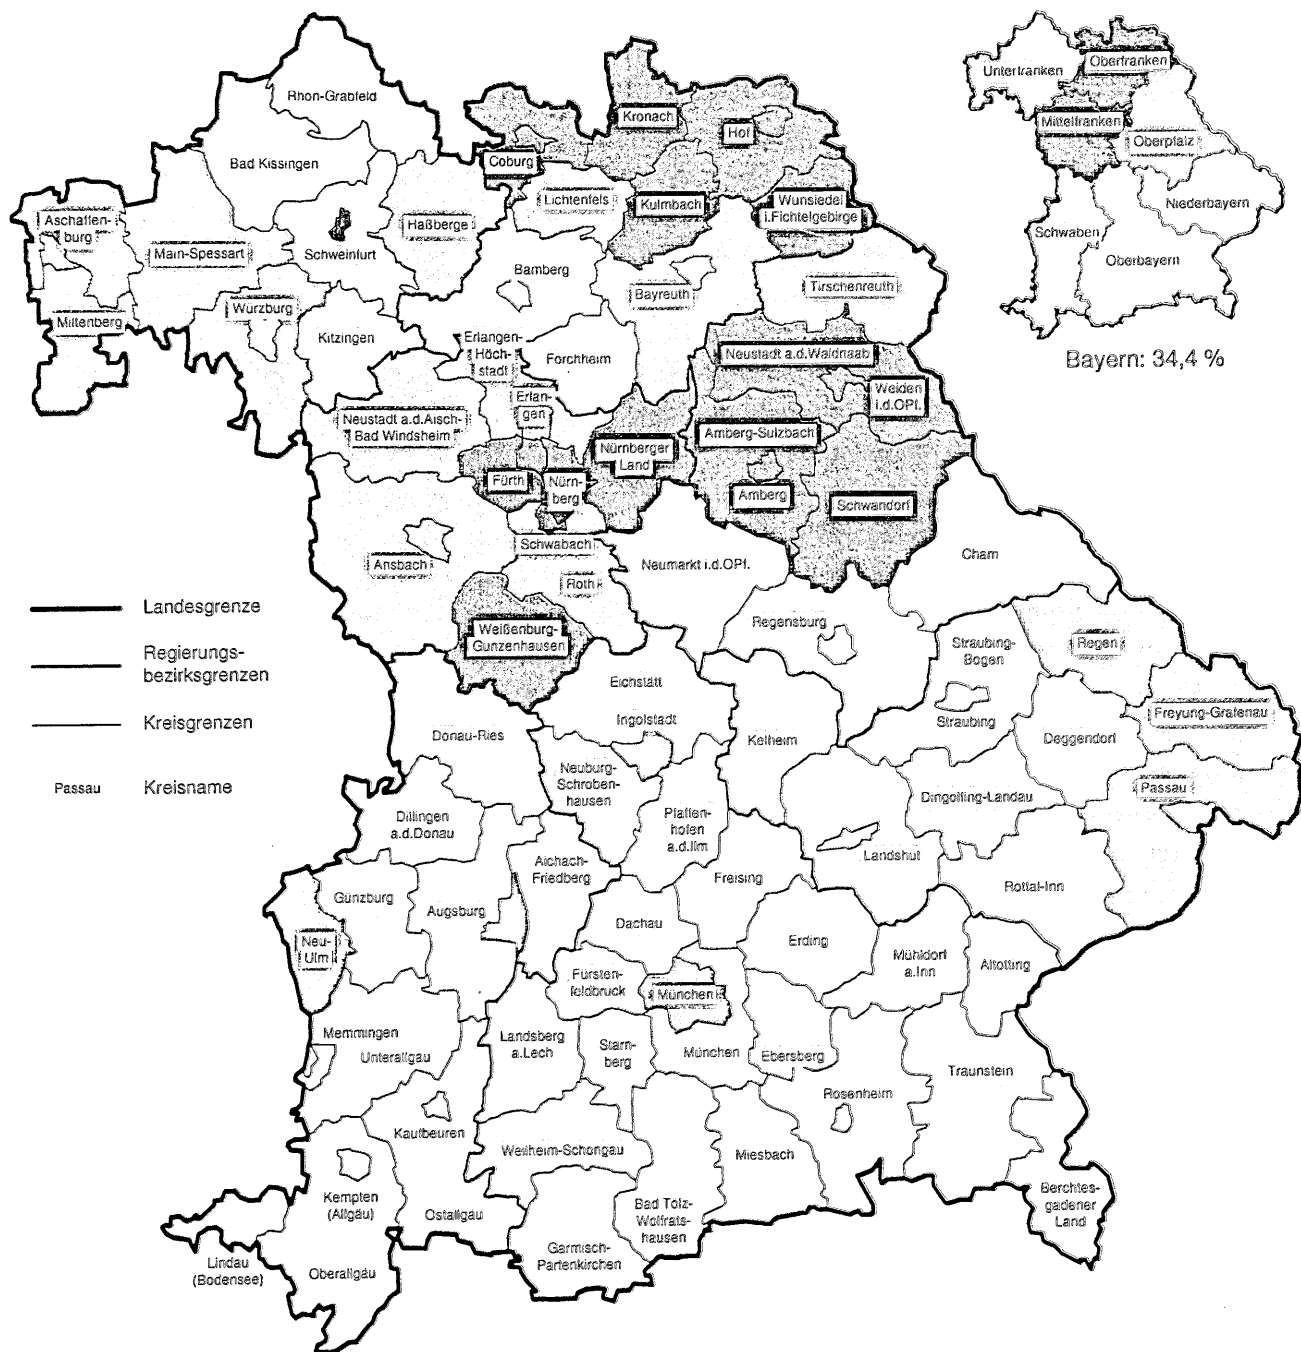 Unterfranken
Oberfranken
Mittelfranken
Oberpfalz
Niederbayern
Schwaben
Oberbayern
Bayern: 34,4 %
Rhön-Grabfeld
Kronach
Hof
Coburg
Bad Kissingen
Lichtenfels
Kulmbach
Wunsiedel
i.Fichtelgebirge
Aschaffen-
burg
Haßberge
Main-Spessart
Schweinfurt
Bamberg
Bayreuth
Tirschenreuth
Miltenberg
Würzburg
Kitzingen
Erlangen-
Höch-
stadt
Forchheim
Neustadt a.d.Waldnaab
Weiden
i.d.OPf.
Erlan-
gen
Neustadt a.d.Aisch-
Bad Windsheim
Nürnberger
Land
Amberg-Sulzbach
Fürth
Nürn-
berg
Amberg
Schwandorf
Schwabach
Ansbach
Roth
Neumarkt i.d.OPf.
Cham
Landesgrenze
Regierungs-
bezirksgrenzen
Kreisgrenzen
Passau
Kreisname
Weißenburg-
Gunzenhausen
Regensburg
Straubing-
Bogen
Regen
Eichstätt
Ingolstadt
Straubing
Freyung-Grafenau
Donau-Ries
Kelheim
Deggendorf
Neuburg-
Schroben-
hausen
Dingolfing-Landau
Passau
Dillingen
a.d.Donau
Pfaffen-
hofen
a.d.Ilm
Aichach-
Friedberg
Landshut
Freising
Rottal-Inn
Günzburg
Augsburg
Dachau
Erding
Neu-
Ulm
Mühldorf
a.Inn
Altötting
Fürsten-
feldbruck
München
Memmingen
Unterallgäu
Landsberg
a.Lech
Starn-
berg
München
Ebersberg
Traunstein
Rosenheim
Kaufbeuren
Weilheim-Schongau
Miesbach
Kempten
(Allgäu)
Ostallgäu
Bad Tölz-
Wolfrats-
hausen
Berchtes-
gadener
Land
Garmisch-
Partenkirchen
Lindau
(Bodensee)
Oberallgäu